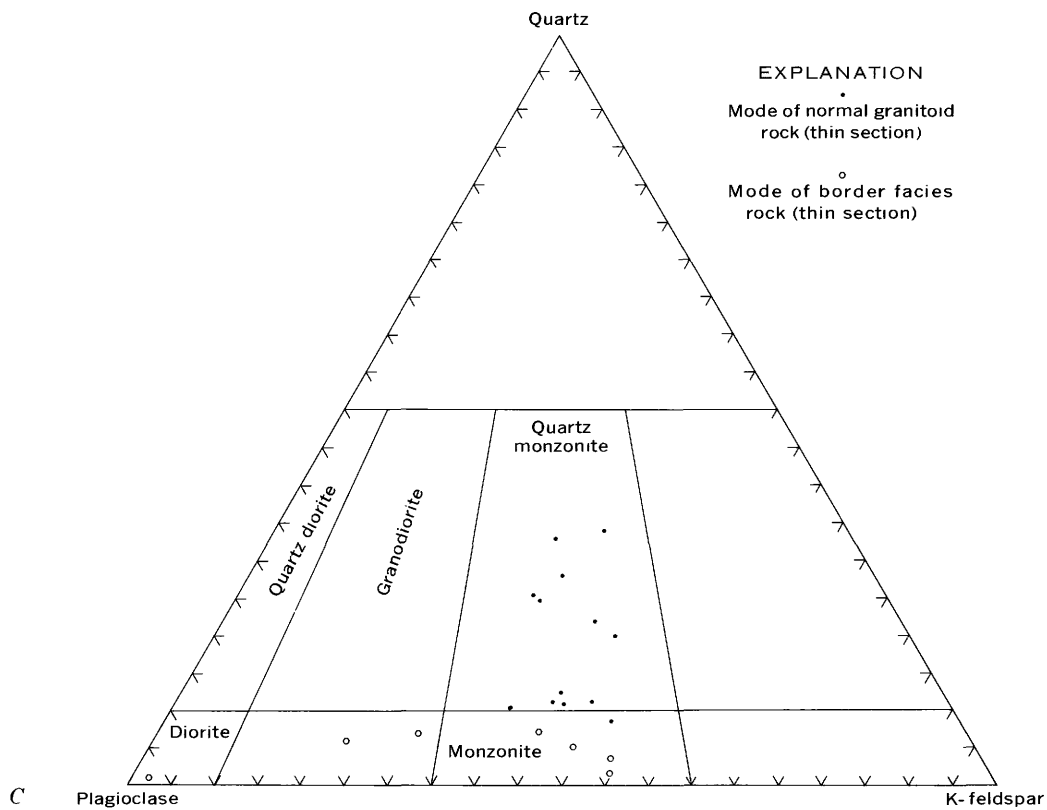 Quartz
EXPLANATION
Mode of normal granitoid
rock (thin section)
Mode of border facies
rock (thin section)
Quartz
monzonite
Quartz diorite
Granodiorite
Diorite
Monzonite
C
Plagioclase
K-feldspar